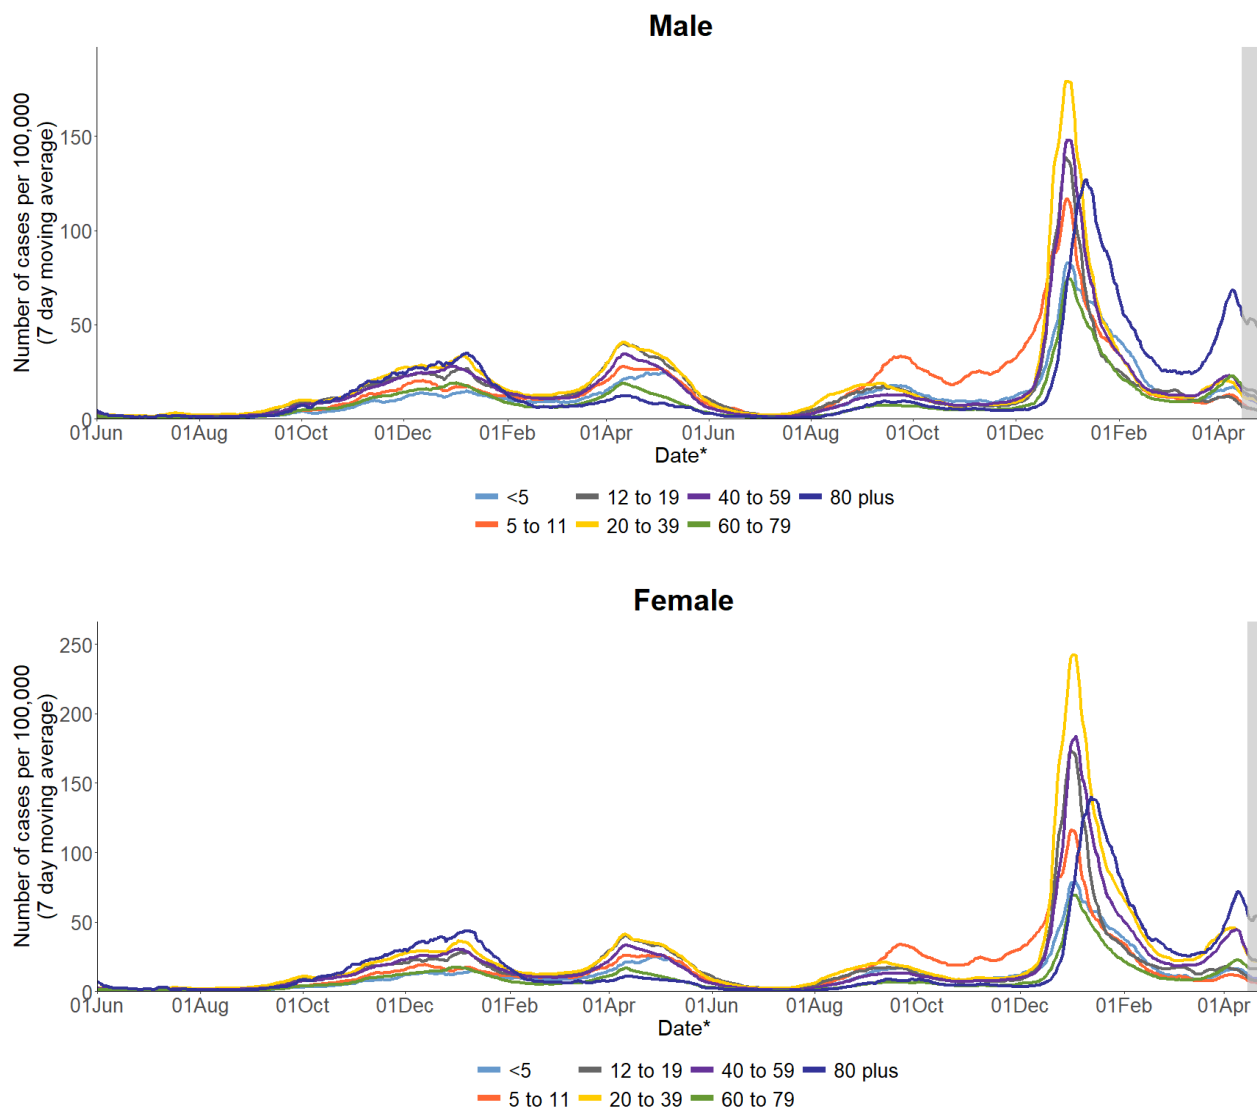 Male
Number of cases per 100,000
(7 day moving average)
150
100
50
0
01Jun 01Aug 01Oct 01Dec 01Feb 01Apr 01Jun 01Aug 01Oct 01Dec 01Feb 01Apr
Date*
<5 12 to 19 40 to 59 80 plus
5 to 11 20 to 39 60 to 79
Female
Number of cases per 100,000
(7 day moving average)
250
200
150
100
50
0
01Jun 01Aug 01Oct 01Dec 01Feb 01Apr 01Jun 01Aug 01Oct 01Dec 01Feb 01Apr
Date*
<5 12 to 19 40 to 59 80 plus
5 to 11 20 to 39 60 to 79